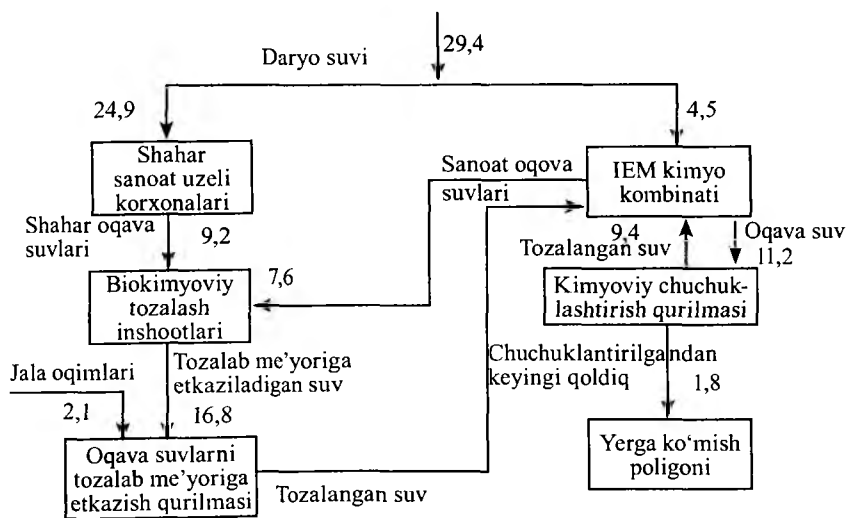 Daryo suvi
29,4
24,9
4,5
Shahar
sanoat uzeli
korxonalari
Sanoat oqova
suvlari
IEM kimyo
kombinati
Shahar oqava
suvlari
9,2
9,4
Tozalangan suv
Oqava suv
11,2
Biokimyoviy
tozalash
inshootlari
7,6
Kimyoviy chuchuk-
lashtirish qurilmasi
Tozalab me'yoriga
etkaziladigan suv
Chuchuklantirilgandan
keyingi qoldiq
Jala oqimlari
2,1
16,8
1,8
Oqava suvlarni
tozalab me'yoriga
etkazish qurilmasi
Tozalangan suv
Yerga ko‘mish
poligoni